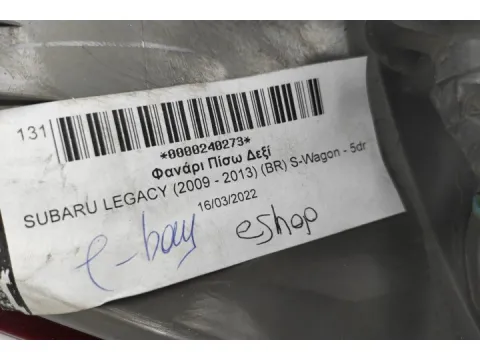 131
*0000240273*
Φανάρι Πίσω Δεξί
SUBARU LEGACY (2009 - 2013) (BR) S-Wagon - 5dr
16/03/2022
e-bay eshop